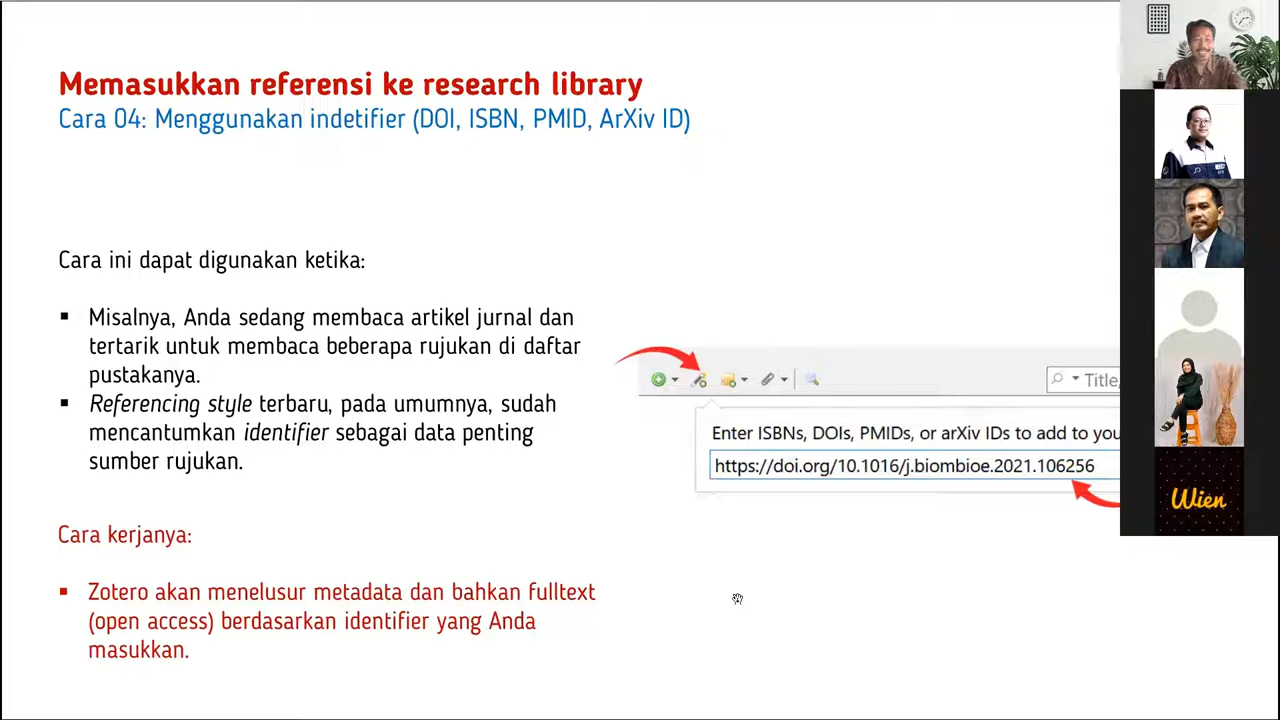 Memasukkan referensi ke research library
Cara 04: Menggunakan indetifier (DOI, ISBN, PMID, ArXiv ID)
Cara ini dapat digunakan ketika:
▪ Misalnya, Anda sedang membaca artikel jurnal dan
tertarik untuk membaca beberapa rujukan di daftar
pustakanya.
▪ Referencing style terbaru, pada umumnya, sudah
mencantumkan identifier sebagai data penting
sumber rujukan.
Cara kerjanya:
▪ Zotero akan menelusur metadata dan bahkan fulltext
(open access) berdasarkan identifier yang Anda
masukkan.
Title,
Enter ISBNs, DOIs, PMIDs, or arXiv IDs to add to you
https://doi.org/10.1016/j.biombioe.2021.106256
Wien